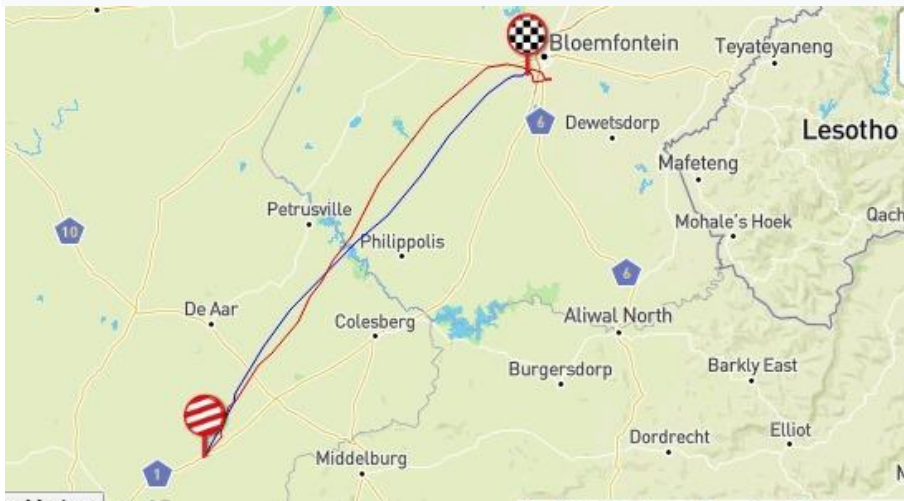 Bloemfontein
Teyateyaneng
6
Dewetsdorp
Lesotho
Mafeteng
Petrusville
10
Mohale's Hoek
Qach
Philippolis
6
De Aar
Colesberg
Aliwal North
Burgersdorp
Barkly East
Elliot
Dordrecht
Middelburg
1